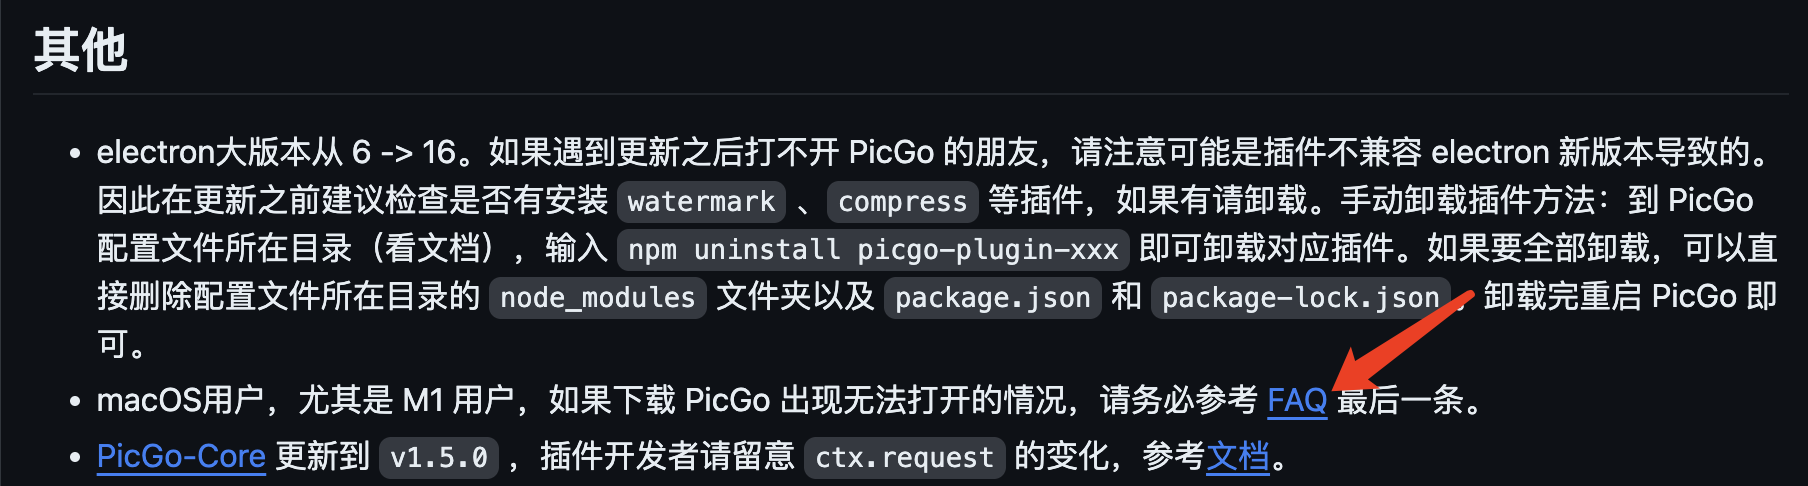 其他
electron大版本从 6 -> 16。如果遇到更新之后打不开 PicGo 的朋友，请注意可能是插件不兼容 electron 新版本导致的。
因此在更新之前建议检查是否有安装 watermark 、compress 等插件，如果有请卸载。手动卸载插件方法：到 PicGo
配置文件所在目录（看文档），输入 npm uninstall picgo-plugin-xxx 即可卸载对应插件。如果要全部卸载，可以直
接删除配置文件所在目录的 node_modules 文件夹以及 package.json 和 package-lock.json 。卸载完重启 PicGo 即
可。
macOS用户，尤其是 M1 用户，如果下载 PicGo 出现无法打开的情况，请务必参考 FAQ 最后一条。
PicGo-Core 更新到 v1.5.0 ，插件开发者请留意 ctx.request 的变化，参考文档。